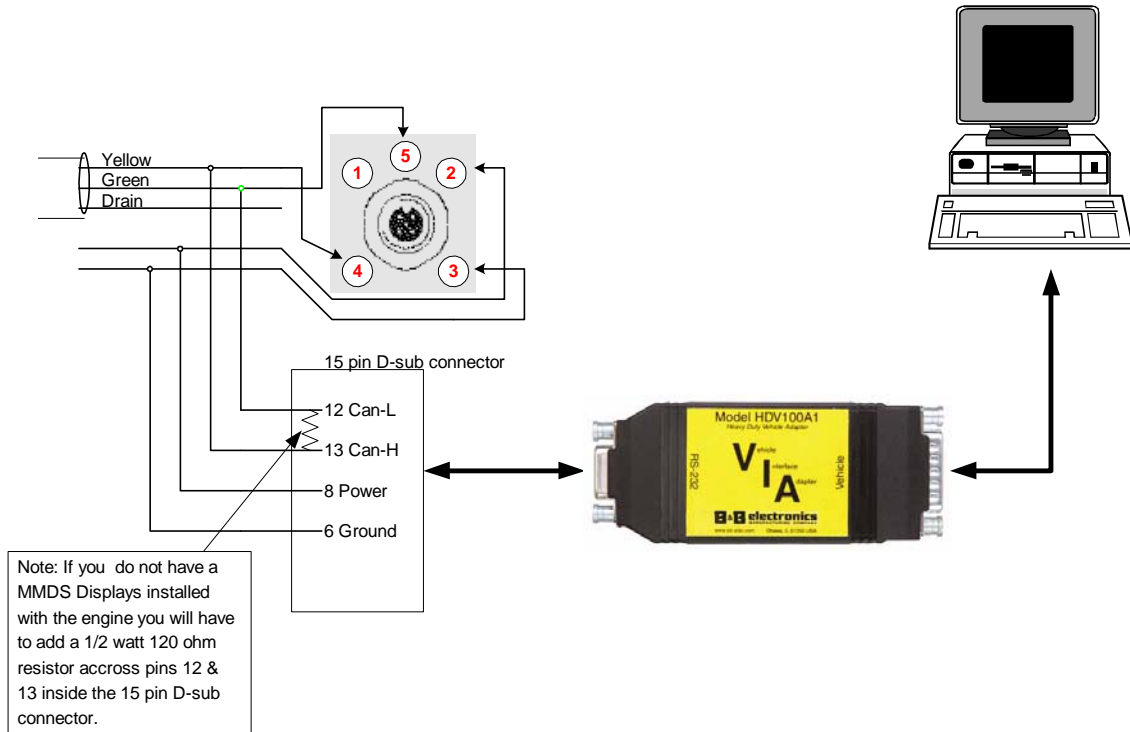 Yellow
Green
Drain
5
1
2
4
3
15 pin D-sub connector
12 Can-L
13 Can-H
8 Power
6 Ground
Note: If you do not have a
MMDS Displays installed
with the engine you will have
to add a 1/2 watt 120 ohm
resistor accross pins 12 &
13 inside the 15 pin D-sub
connector.
Model HDV100A1
Heavy Duty Vehicle Adapter
RS-232
Vehicle
Interface
Adapter
Vehicle
B&B electronics
MANUFACTURING COMPANY